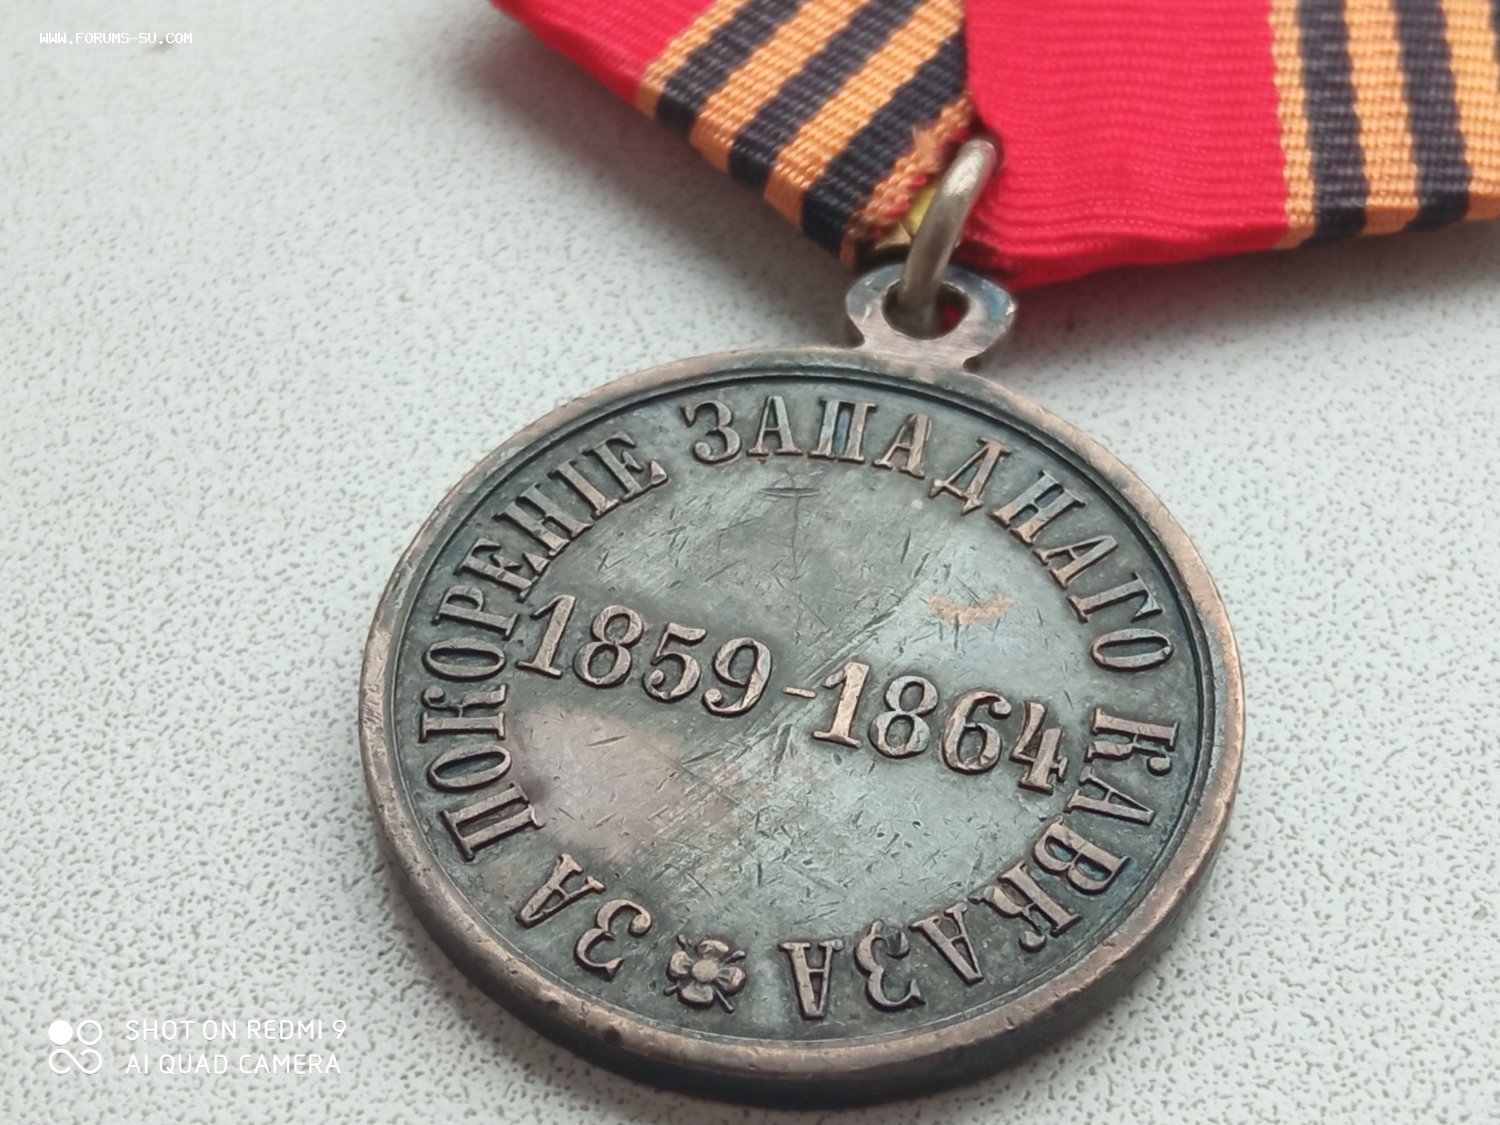 WWW.FORUMS-SU.COM
ЗА ПОКОРЕНІЕ ЗАПАДНАГО КАВКАЗА
1859-1864
SHOT ON REDMI 9
AI QUAD CAMERA